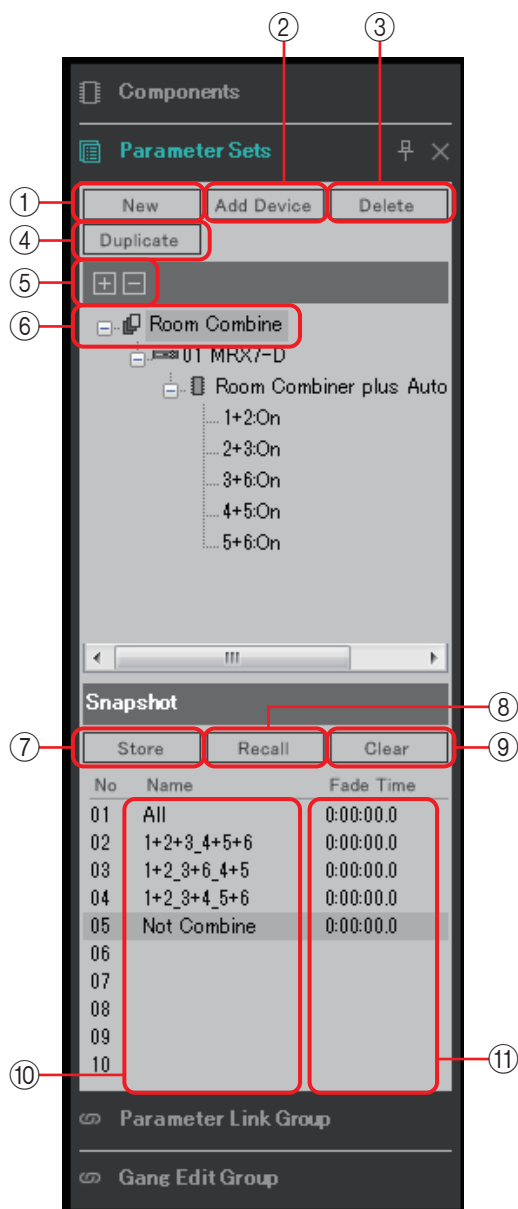 ② ③
Components
Parameter Sets
① New Add Device Delete
④ Duplicate
⑤
⑥ Room Combine
01 MRX7-D
Room Combiner plus Auto
1+2:On
2+3:On
3+6:On
4+5:On
5+6:On
Snapshot
⑧
⑦ Store Recall Clear ⑨
No Name Fade Time
01 All 0:00:00.0
02 1+2+3_4+5+6 0:00:00.0
03 1+2_3+6_4+5 0:00:00.0
04 1+2_3+4_5+6 0:00:00.0
05 Not Combine 0:00:00.0
06
07
08
09
10
⑩ ⑪
Parameter Link Group
Gang Edit Group